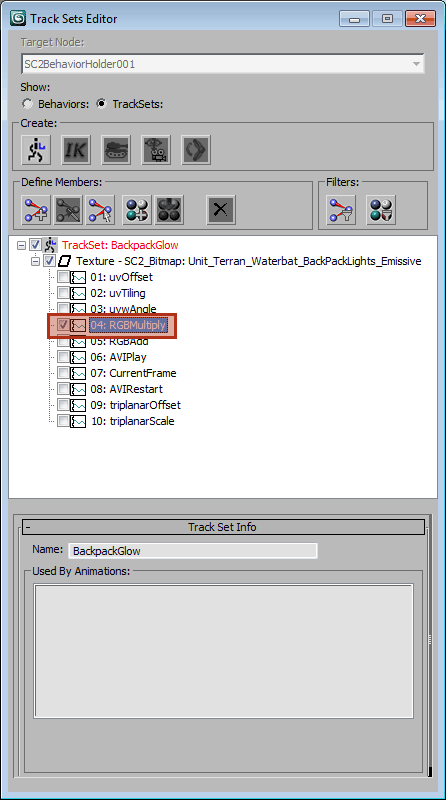 Track Sets Editor
Target Node:
SC2BehaviorHolder001
Show:
Behaviors: TrackSets:
Create:
IK
Define Members: Filters:
TrackSet: BackpackGlow
Texture - SC2_Bitmap: Unit_Terran_Waterbat_BackPackLights_Emissive
01: uvOffset
02: uvTiling
03: uvwAngle
04: RGBMultiply
05: RGBAdd
06: AVIPlay
07: CurrentFrame
08: AVIRestart
09: triplanarOffset
10: triplanarScale
- Track Set Info
Name: BackpackGlow
Used By Animations: